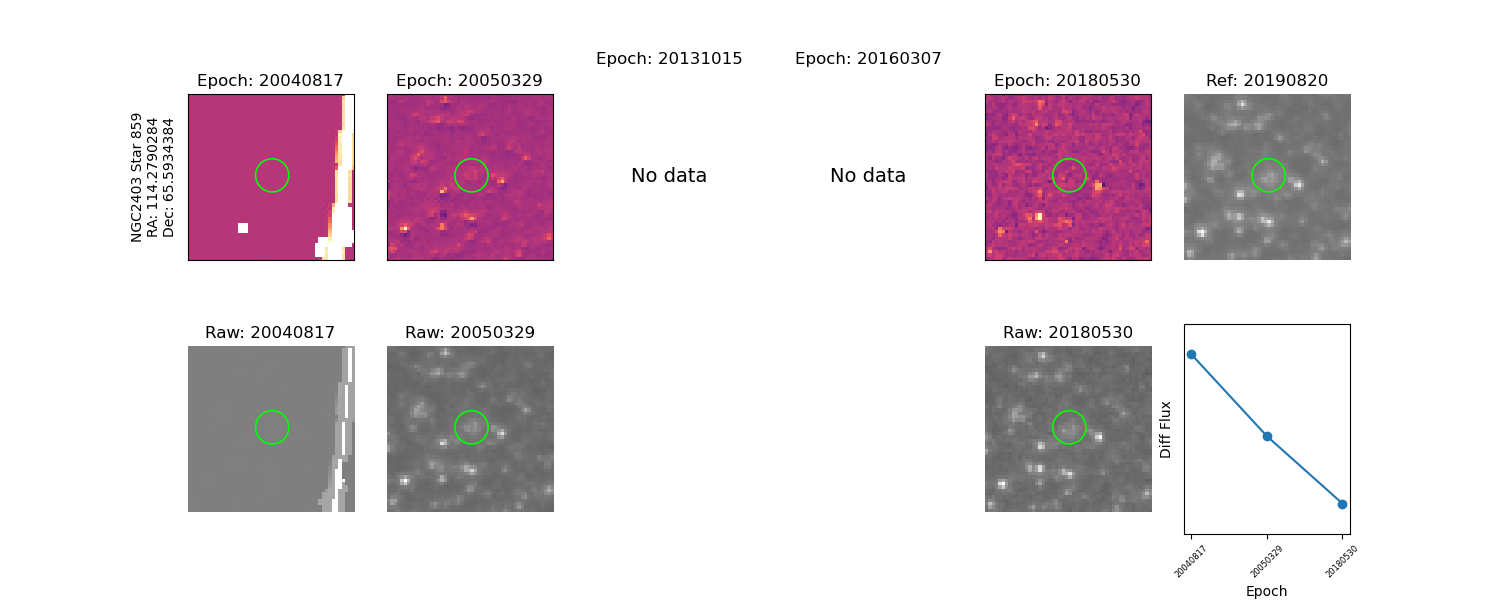 Epoch: 20131015
Epoch: 20160307
Epoch: 20040817
Epoch: 20050329
Epoch: 20180530
Ref: 20190820
NGC2403 Star 859
RA: 114.2790284
Dec: 65.5934384
No data
No data
Raw: 20040817
Raw: 20050329
Raw: 20180530
Diff Flux
20040817
20050329
20180530
Epoch